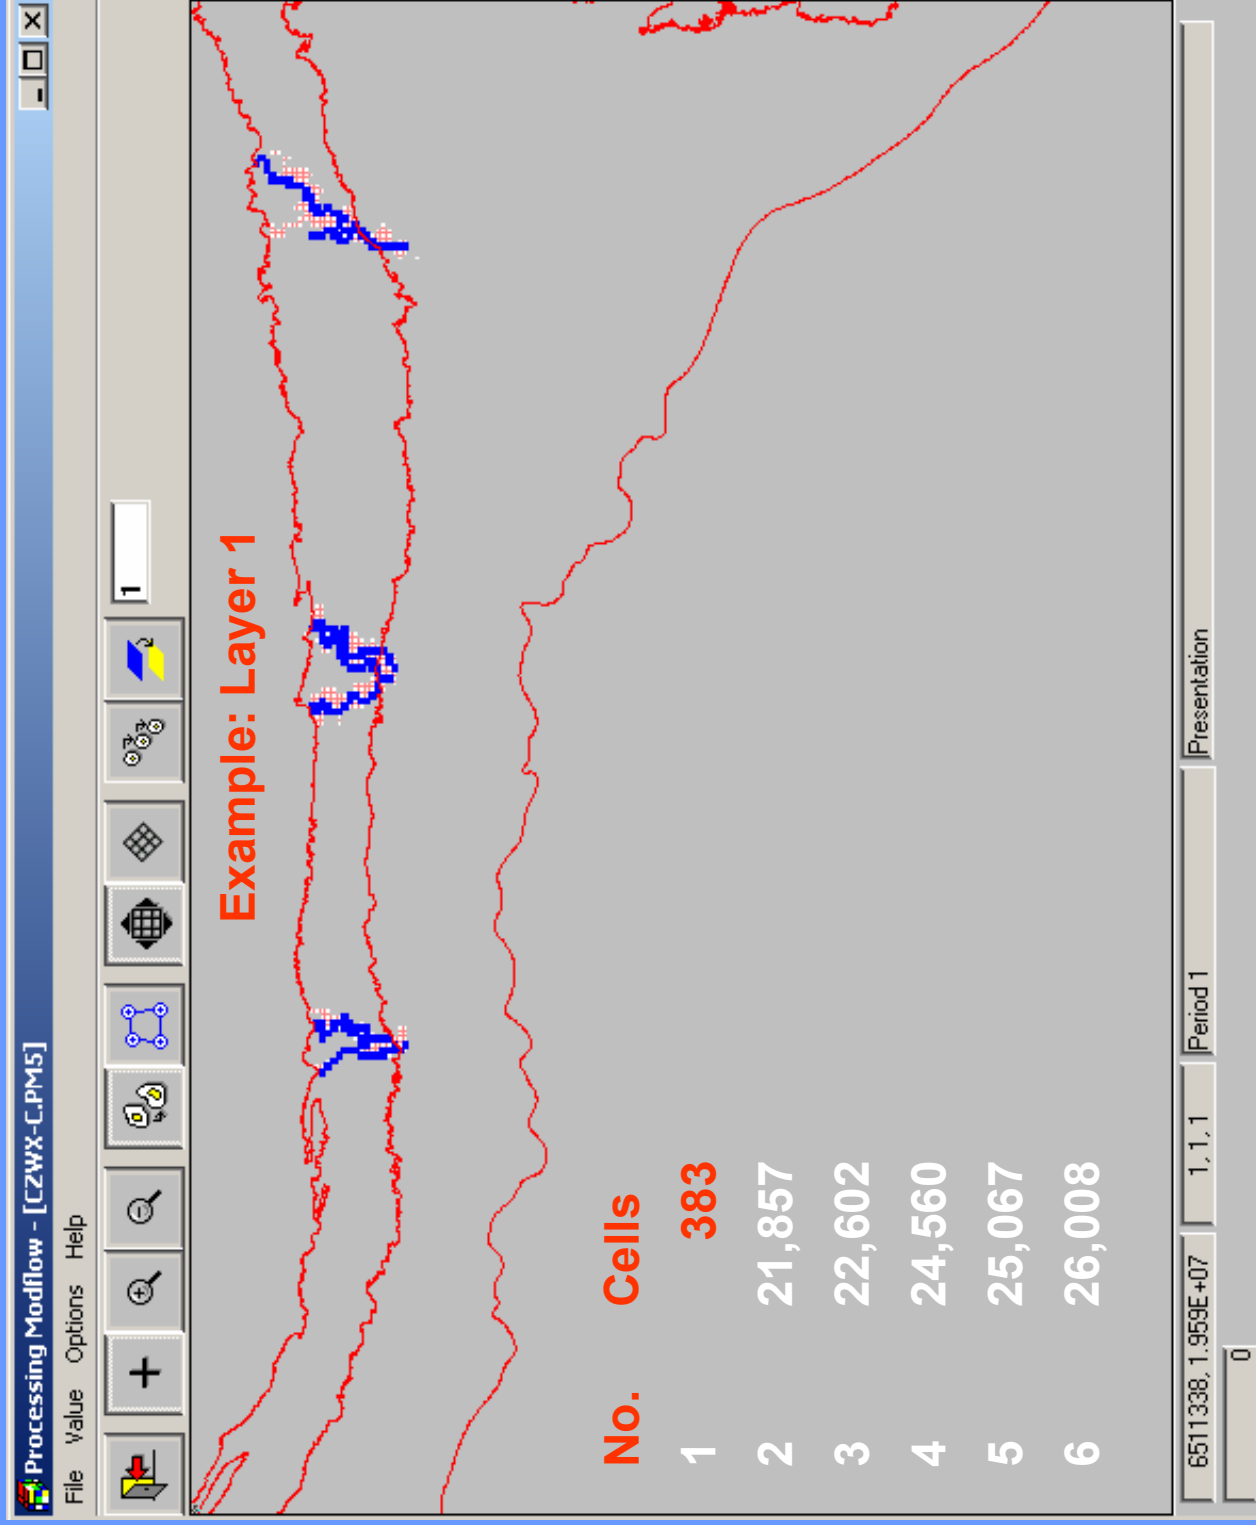 Processing Modflow - [CZWX-C.PM5]
File Value Options Help
1
Example: Layer 1
No. Cells
1 383
2 21,857
3 22,602
4 24,560
5 25,067
6 26,008
6511338, 1.959E+07 1, 1, 1 Period 1 Presentation
0